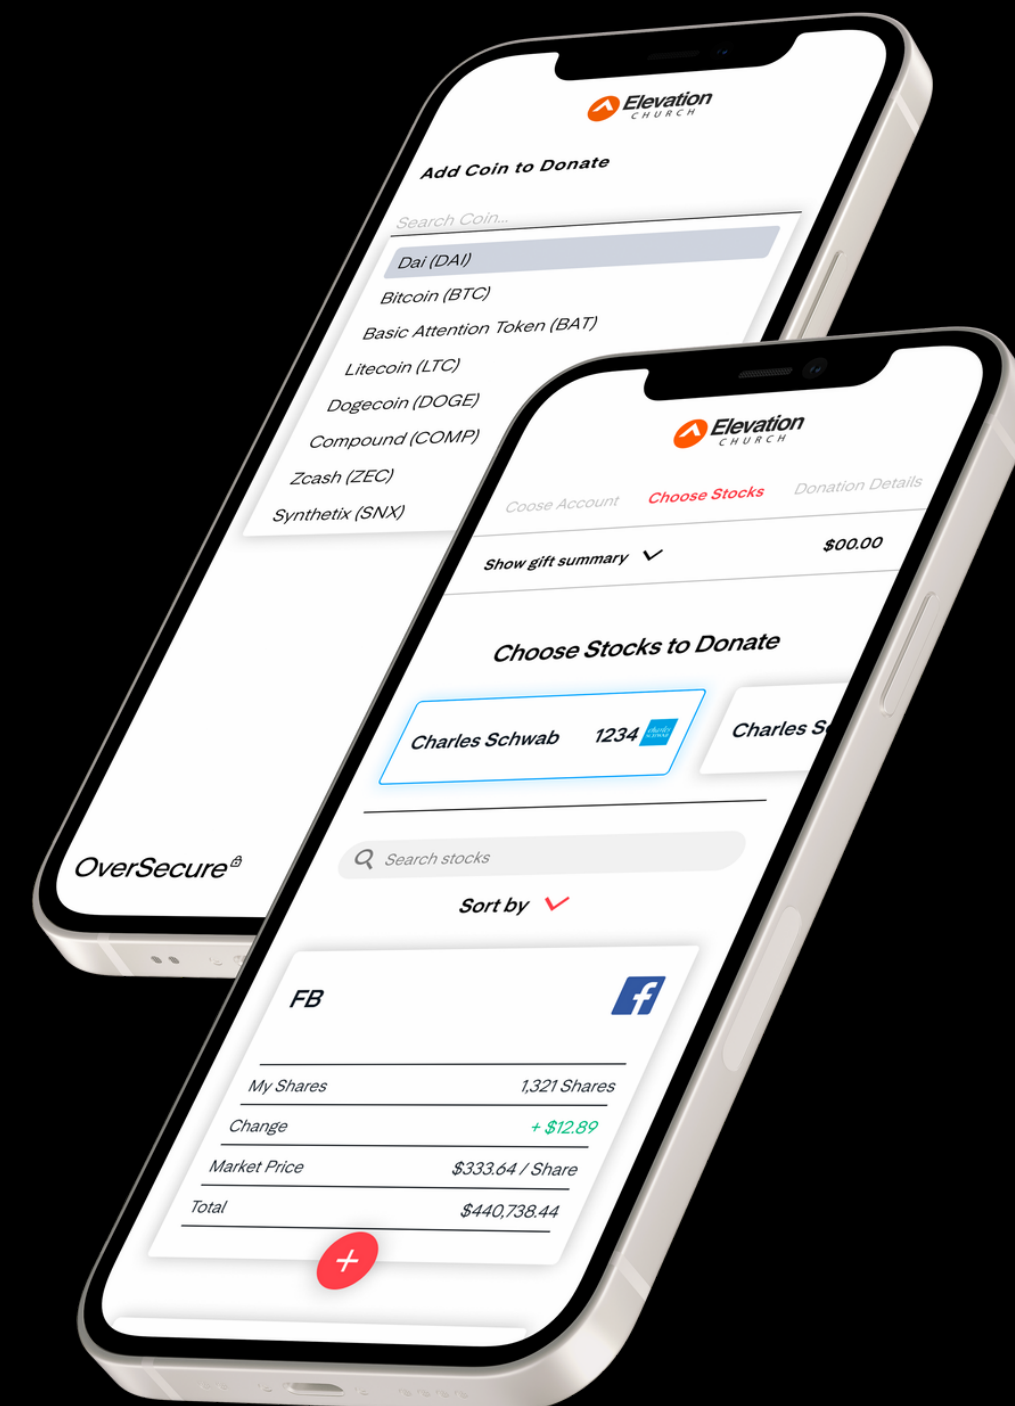 Elevation
CHURCH
Add Coin to Donate
Search Coin...
Dai (DAI)
Bitcoin (BTC)
Basic Attention Token (BAT)
Litecoin (LTC)
Dogecoin (DOGE)
Compound (COMP)
Zcash (ZEC)
Synthetix (SNX)
OverSecure
Elevation
CHURCH
Coose Account Choose Stocks Donation Details
Show gift summary $00.00
Choose Stocks to Donate
Charles Schwab 1234 charles SCHWAB Charles S
Search stocks
Sort by
FB f
My Shares 1,321 Shares
Change + $12.89
Market Price $333.64 / Share
Total $440,738.44